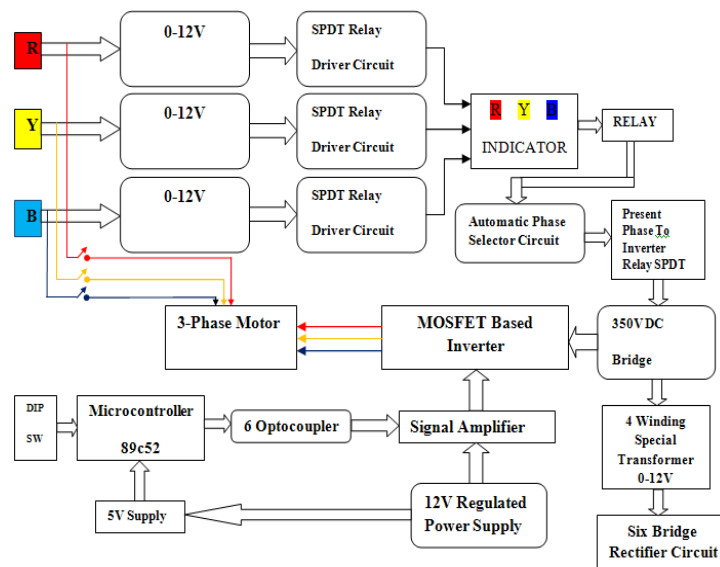 R
0-12V
SPDT Relay
Driver Circuit
Y
0-12V
SPDT Relay
Driver Circuit
R Y B
INDICATOR
RELAY
B
0-12V
SPDT Relay
Driver Circuit
Automatic Phase
Selector Circuit
Present
Phase To
Inverter
Relay SPDT
3-Phase Motor
MOSFET Based
Inverter
350VDC
Bridge
DIP
SW
Microcontroller
89c52
6 Optocoupler
Signal Amplifier
4 Winding
Special
Transformer
0-12V
5V Supply
12V Regulated
Power Supply
Six Bridge
Rectifier Circuit